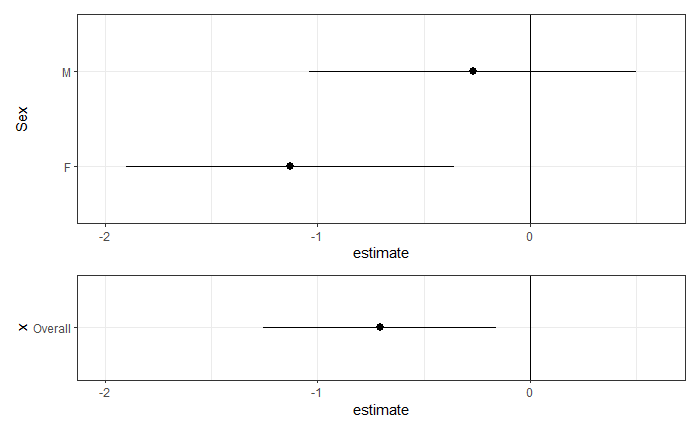 Sex
M
F
-2 -1 0
estimate
x
Overall
-2 -1 0
estimate